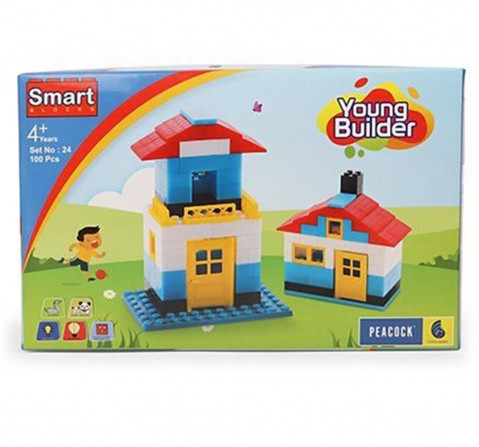 Smart
BLOCKS
4+
Years
Set No : 24
100 Pcs
Young
Builder
PEACOCK